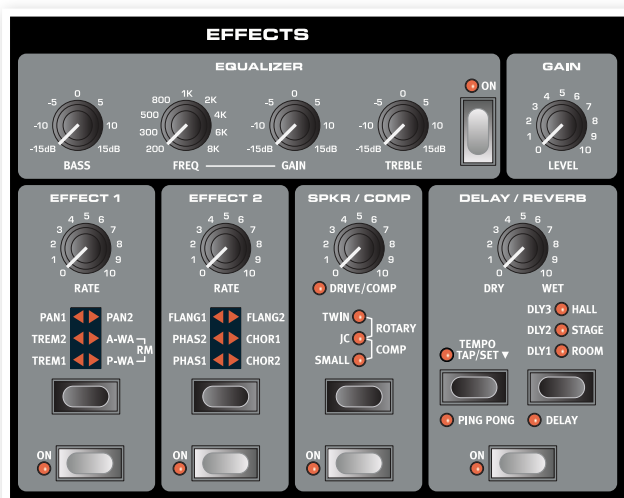 EFFECTS
EQUALIZER
-15dB -10 -5 0 5 10 15dB
BASS
200 300 500 800 1K 2K 4K 6K 8K
FREQ
-15dB -10 -5 0 5 10 15dB
GAIN
-15dB -10 -5 0 5 10 15dB
TREBLE
ON
GAIN
0 1 2 3 4 5 6 7 8 9 10
LEVEL
EFFECT 1
0 1 2 3 4 5 6 7 8 9 10
RATE
PAN1 PAN2
TREM2 A-WA
RM
TREM1 P-WA
ON
EFFECT 2
0 1 2 3 4 5 6 7 8 9 10
RATE
FLANG1 FLANG2
PHAS2 CHOR1
PHAS1 CHOR2
ON
SPKR / COMP
0 1 2 3 4 5 6 7 8 9 10
DRIVE/COMP
TWIN
ROTARY
JC
COMP
SMALL
ON
DELAY / REVERB
0 1 2 3 4 5 6 7 8 9 10
DRY WET
DLY3 HALL
DLY2 STAGE
DLY1 ROOM
TEMPO
TAP/SET ▼
PING PONG
DELAY
ON